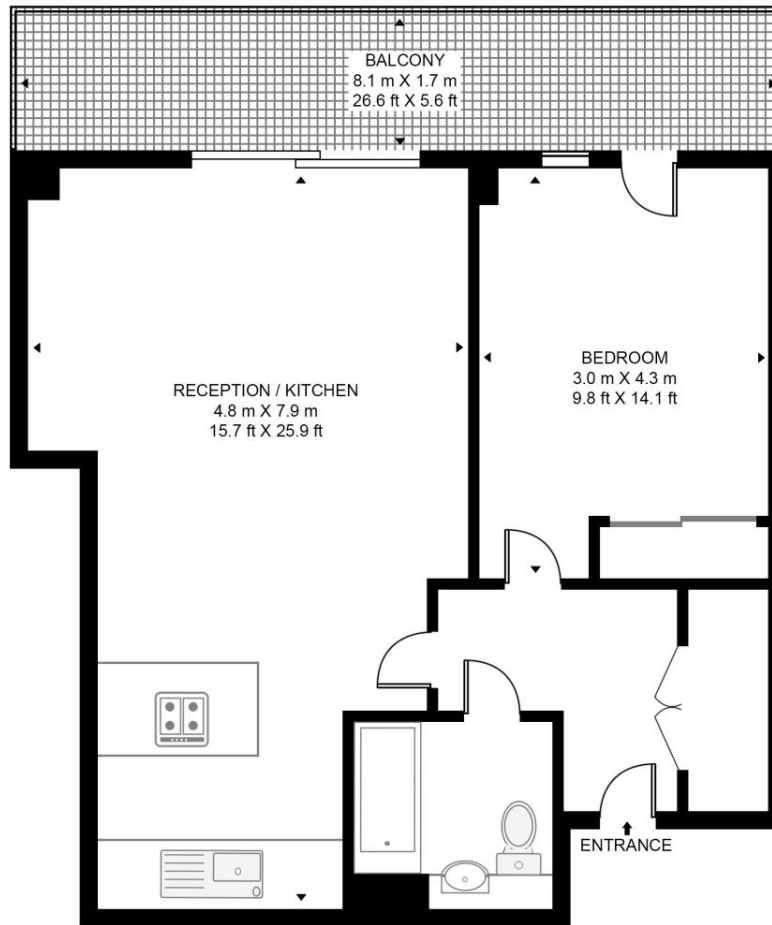 BALCONY
8.1 m X 1.7 m
26.6 ft X 5.6 ft
RECEPTION / KITCHEN
4.8 m X 7.9 m
15.7 ft X 25.9 ft
BEDROOM
3.0 m X 4.3 m
9.8 ft X 14.1 ft
ENTRANCE